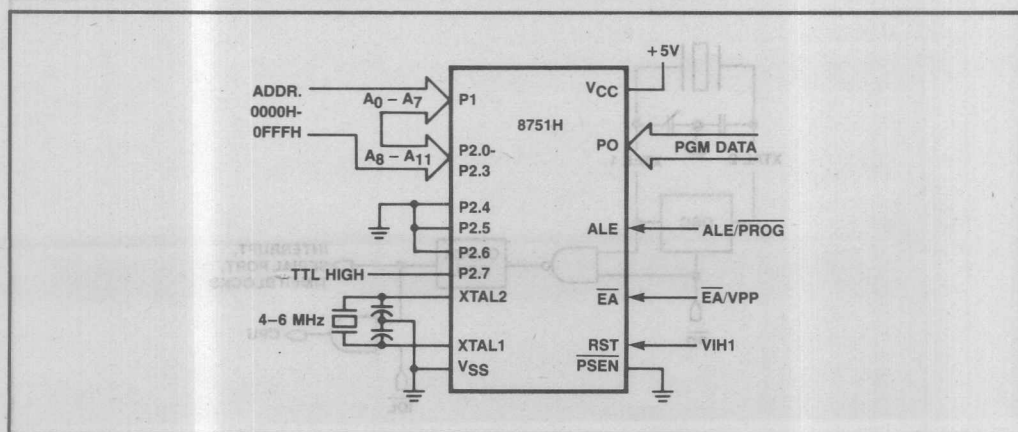 +5V
ADDR.
0000H-
0FFFH
A0 – A7
A8 – A11
P1
P2.0-
P2.3
P2.4
P2.5
P2.6
TTL HIGH
P2.7
4–6 MHz
XTAL2
XTAL1
VSS
8751H
VCC
PO
PGM DATA
ALE
ALE/PROG
EA
EA/VPP
RST
VIH1
PSEN